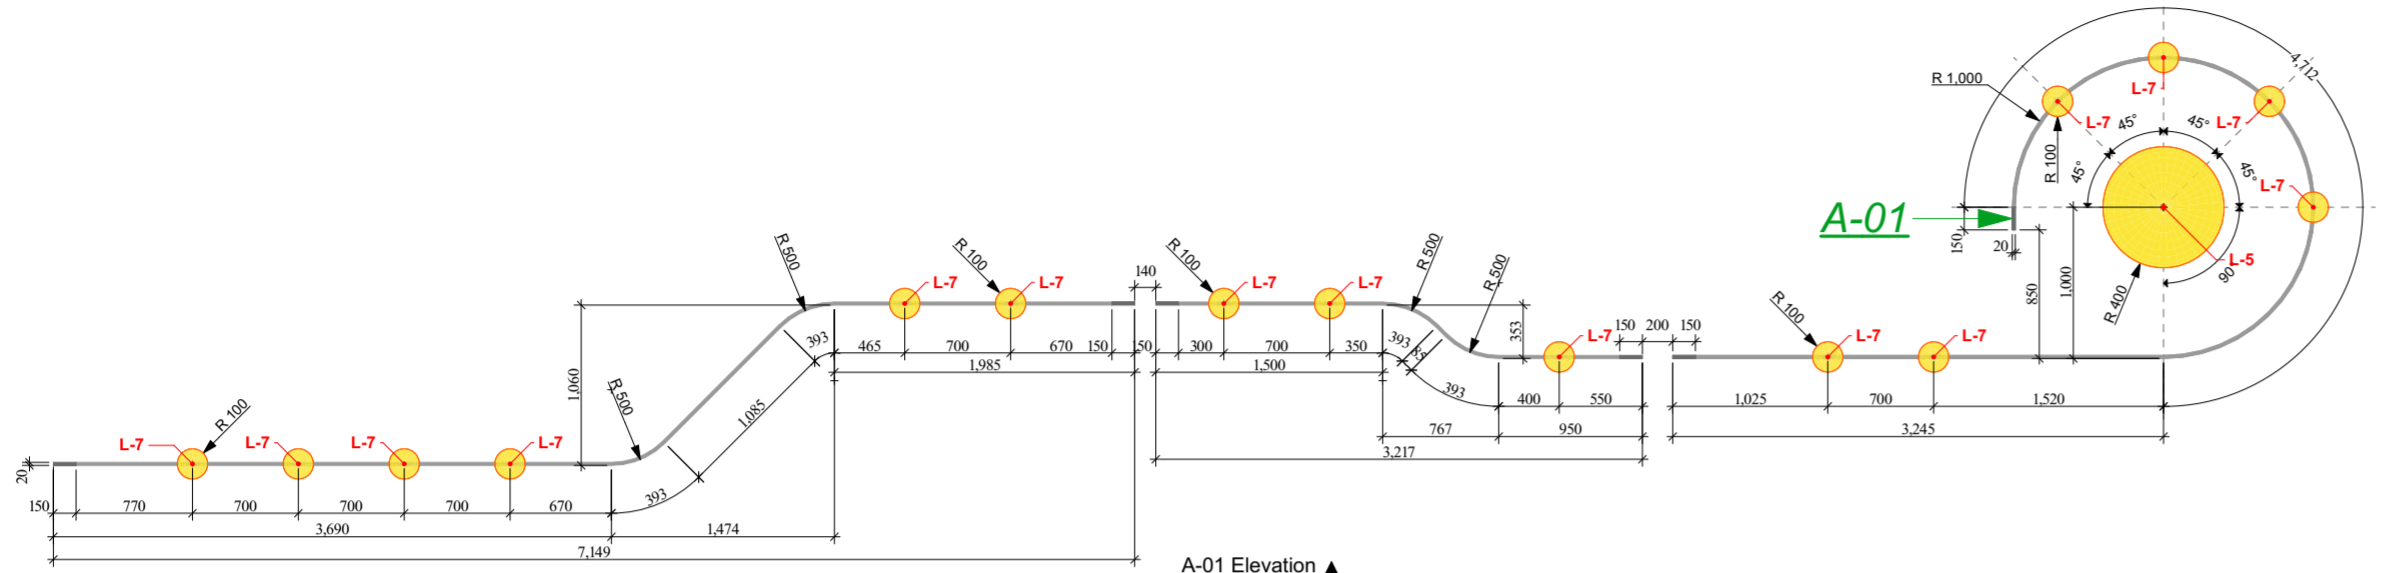 4,712
R 1,000
L-7
L-7
L-7
45°
45°
R 100
45°
45°
L-7
A-01
150
20
850
1,000
L-5
90°
R 400
R 500
R 100
L-7
L-7
140
R 100
L-7
L-7
R 500
R 500
1,060
393
465
700
670
150
150
300
700
350
393
85
353
L-7
150
200
150
R 100
L-7
L-7
1,985
1,500
R 500
1,085
393
400
550
1,025
700
1,520
L-7
R 100
L-7
L-7
L-7
767
950
3,245
3,217
20
393
150
770
700
700
700
670
3,690
1,474
7,149
A-01 Elevation ▲